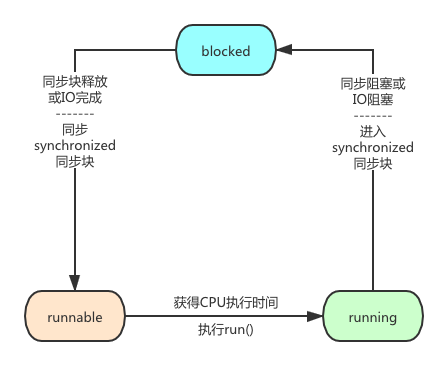 blocked
同步块释放
或IO完成
-------
同步
synchronized
同步块
同步阻塞或
IO阻塞
-------
进入
synchronized
同步块
runnable
获得CPU执行时间
执行run()
running